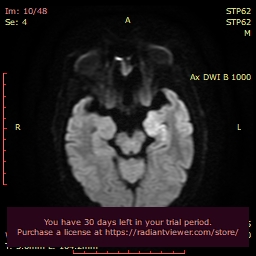 Im: 10/48
Se: 4
A
STP62
STP62
M
Ax DWI B 1000
R
L
You have 30 days left in your trial period.
Purchase a license at https://radiantviewer.com/store/